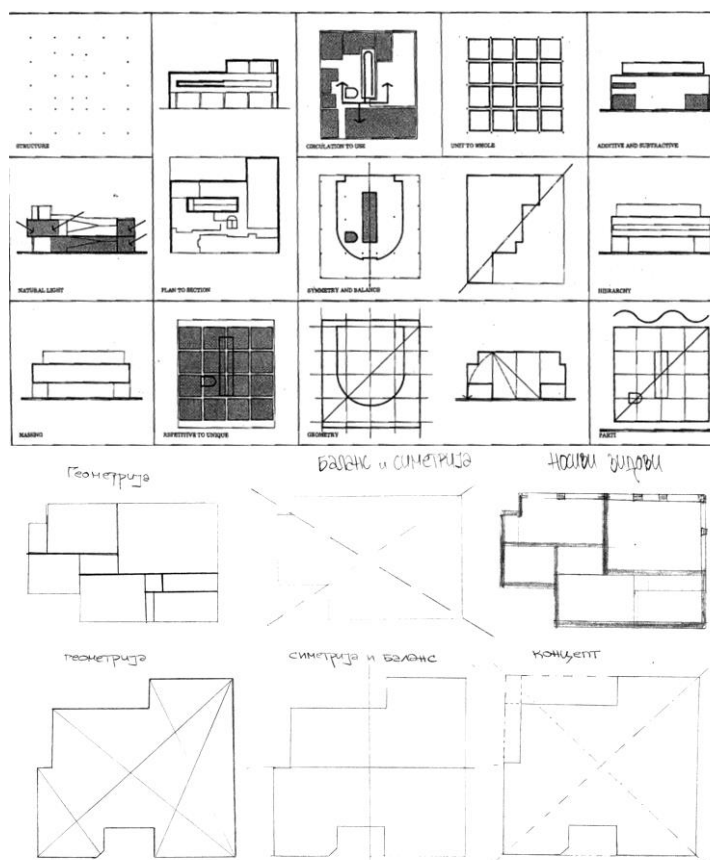 STRUCTURE
CIRCULATION TO USE
UNIT TO WHOLE
ADDITIVE AND SUBTRACTIVE
NATURAL LIGHT
PLAN TO SECTION
SYMMETRY AND BALANCE
HIERARCHY
MASSING
REPETITIVE TO UNIQUE
GEOMETRY
PARTI
Геометрија
БАЛАНС И СИМЕТРИЈА
НОСИВИ ЅИДОВИ
ГЕОМЕТРИЈА
СИМЕТРИЈА И БАЛАНС
КОНЦЕПТ